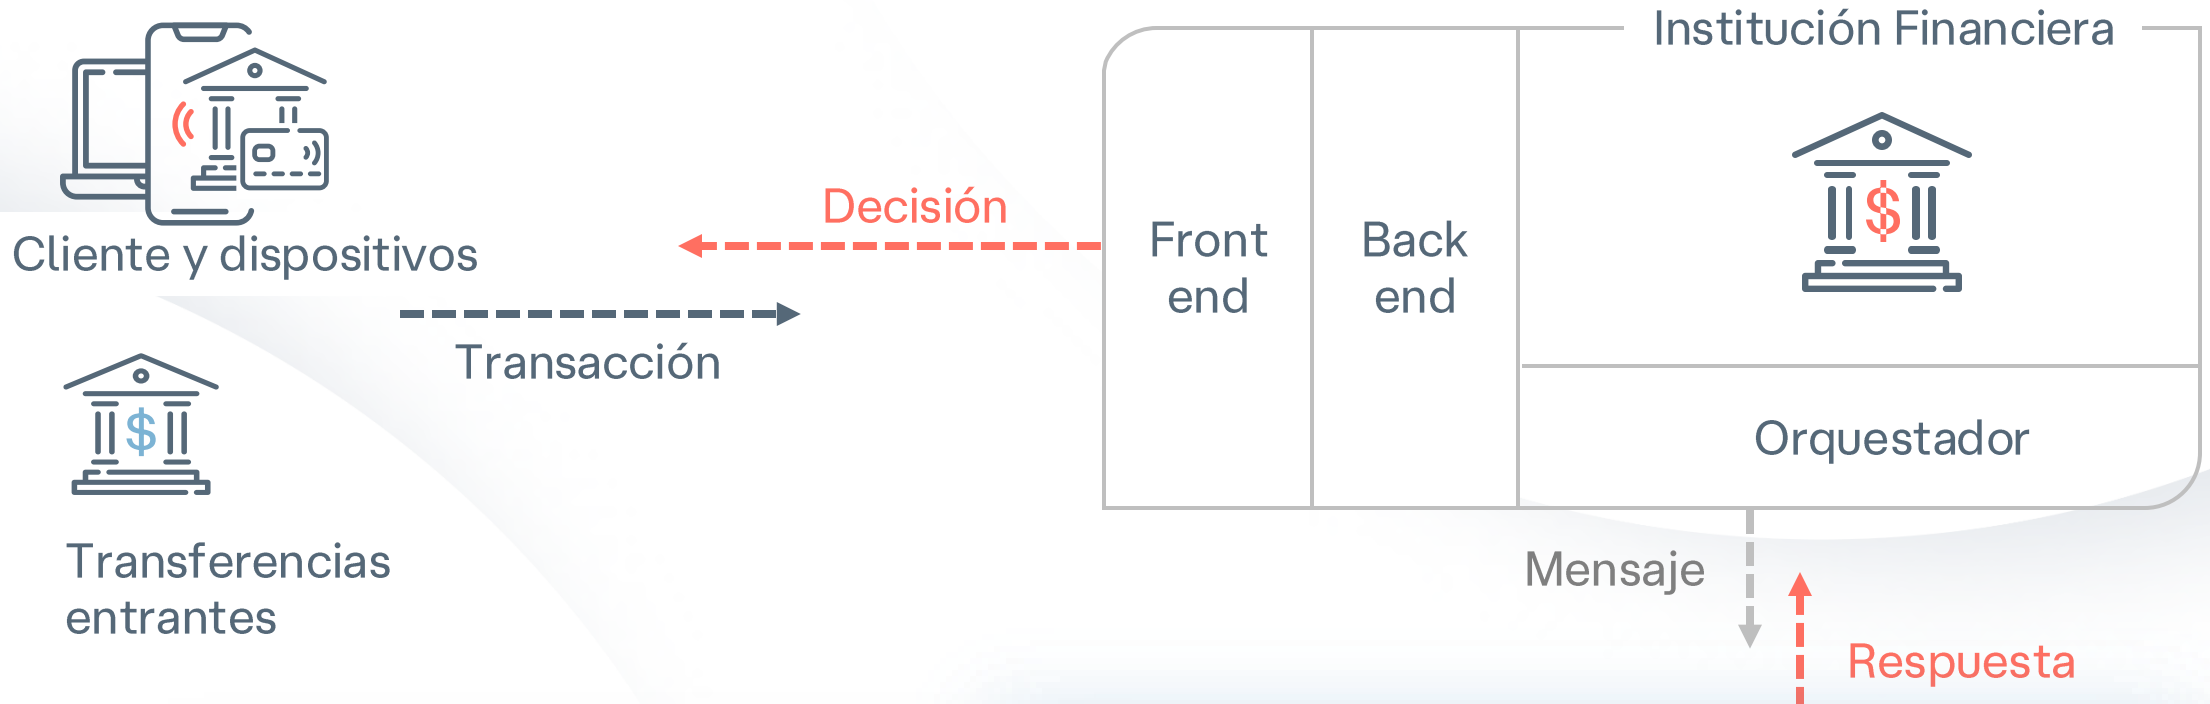 Institución Financiera
Cliente y dispositivos
Decisión
Transacción
Front
end
Back
end
$
Orquestador
$
Transferencias
entrantes
Mensaje
Respuesta